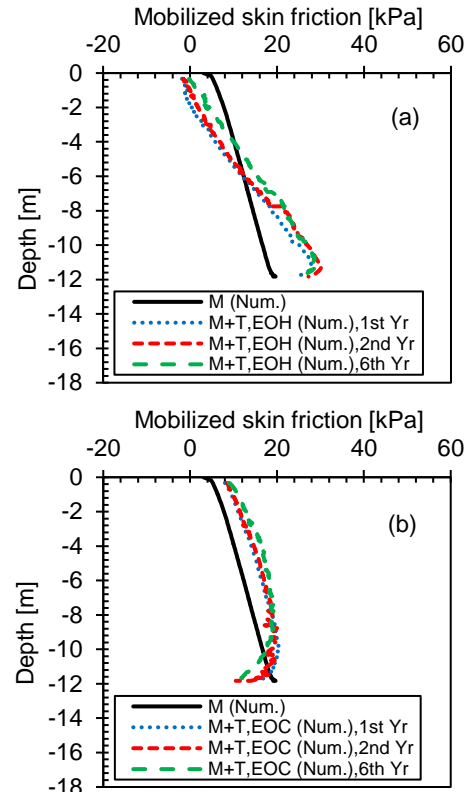 Mobilized skin friction [kPa]
-20 0 20 40 60
0
-2
-4
-6
-8
-10
-12
-14
-16
-18
Depth [m]
(a)
M (Num.)
M+T,EOH (Num.),1st Yr
M+T,EOH (Num.),2nd Yr
M+T,EOH (Num.),6th Yr
Mobilized skin friction [kPa]
-20 0 20 40 60
0
-2
-4
-6
-8
-10
-12
-14
-16
-18
Depth [m]
(b)
M (Num.)
M+T,EOC (Num.),1st Yr
M+T,EOC (Num.),2nd Yr
M+T,EOC (Num.),6th Yr